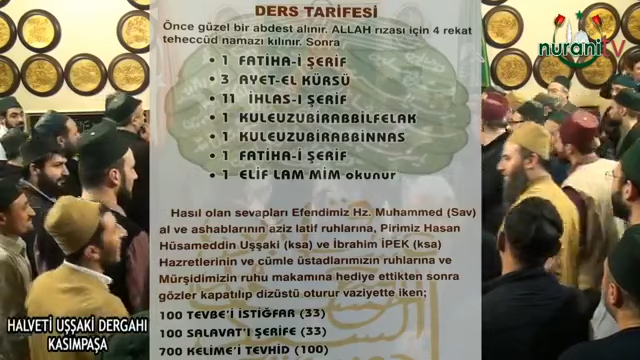 DERS TARİFESİ
Önce güzel bir abdest alınır. ALLAH rızası için 4 rekat
teheccüd namazı kılınır. Sonra
• 1 FATİHA-İ ŞERİF
• 3 AYET-EL KÜRSÜ
• 11 İHLAS-I ŞERİF
• 1 KULEUZUBİRABBİLFELAK
• 1 KULEUZUBİRABBİNNAS
• 1 FATİHA-İ ŞERİF
• 1 ELİF LAM MİM okunur
Hasıl olan sevapları Efendimiz Hz. Muhammed (Sav)
al ve ashablarının aziz latif ruhlarına, Pirimiz Hasan
Hüsameddin Uşşaki (ksa) ve İbrahim İPEK (ksa)
Hazretlerinin ve cümle üstadlarımızın ruhlarına ve
Mürşidimizin ruhu makamına hediye ettikten sonra
gözler kapatılıp dizüstü oturur vaziyette iken;
100 TEVBE'İ İSTİĞFAR (33)
100 SALAVAT'I ŞERİFE (33)
700 KELİME'İ TEVHİD (100)
nurani tv
HALVETİ UŞŞAKİ DERGAHI
KASIMPAŞA